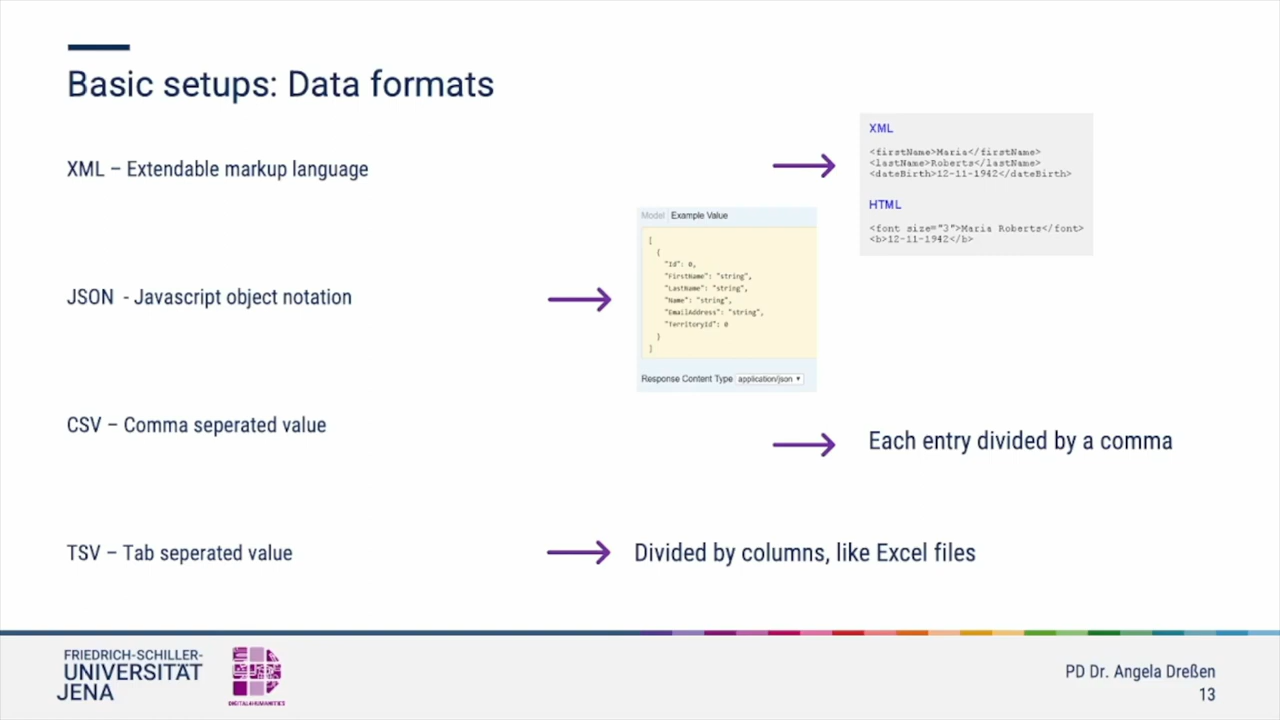 Basic setups: Data formats
XML – Extendable markup language
XML
<firstName>Maria</firstName>
<lastName>Roberts</lastName>
<dateBirth>12-11-1942</dateBirth>
HTML
<font size="3">Maria Roberts</font>
<b>12-11-1942</b>
JSON - Javascript object notation
Model Example Value
[
{
"Id": 0,
"FirstName": "string",
"LastName": "string",
"Name": "string",
"EmailAddress": "string",
"TerritoryId": 0
}
]
Response Content Type application/json
CSV – Comma seperated value
Each entry divided by a comma
TSV – Tab seperated value
Divided by columns, like Excel files
FRIEDRICH-SCHILLER-
UNIVERSITÄT
JENA
DIGITAL4HUMANITIES
PD Dr. Angela Dreßen
13